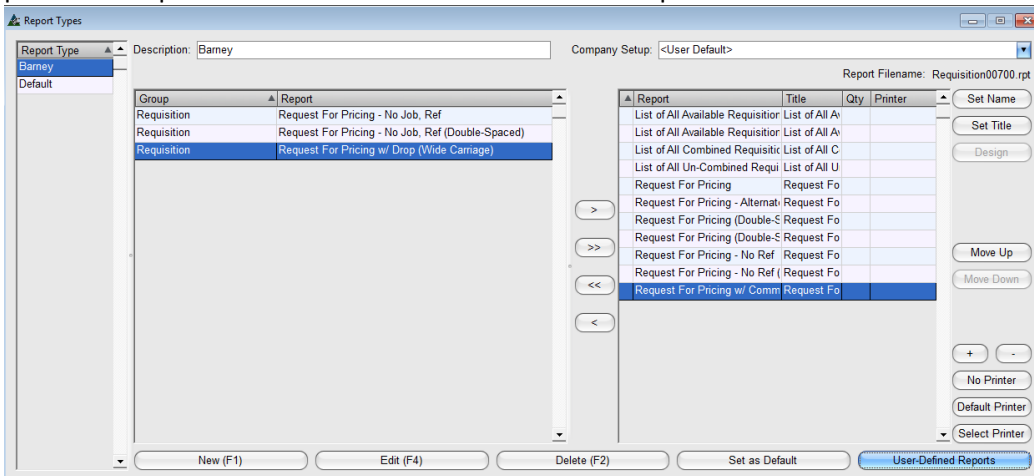 Report Types
Report Type
Barney
Default
Description: Barney
Company Setup: <User Default>
Report Filename: Requisition00700.rpt
Group Report
Requisition Request For Pricing - No Job, Ref
Requisition Request For Pricing - No Job, Ref (Double-Spaced)
Requisition Request For Pricing w/ Drop (Wide Carriage)
>
>>
<<
<
Report Title Qty Printer
List of All Available Requisition List of All A
List of All Available Requisition List of All A
List of All Combined Requisitic List of All C
List of All Un-Combined Requi List of All U
Request For Pricing Request Fo
Request For Pricing - Alternat Request Fo
Request For Pricing (Double-S Request Fo
Request For Pricing (Double-S Request Fo
Request For Pricing - No Ref Request Fo
Request For Pricing - No Ref ( Request Fo
Request For Pricing w/ Comm Request Fo
Set Name
Set Title
Design
Move Up
Move Down
+ -
No Printer
Default Printer
Select Printer
New (F1) Edit (F4) Delete (F2) Set as Default User-Defined Reports